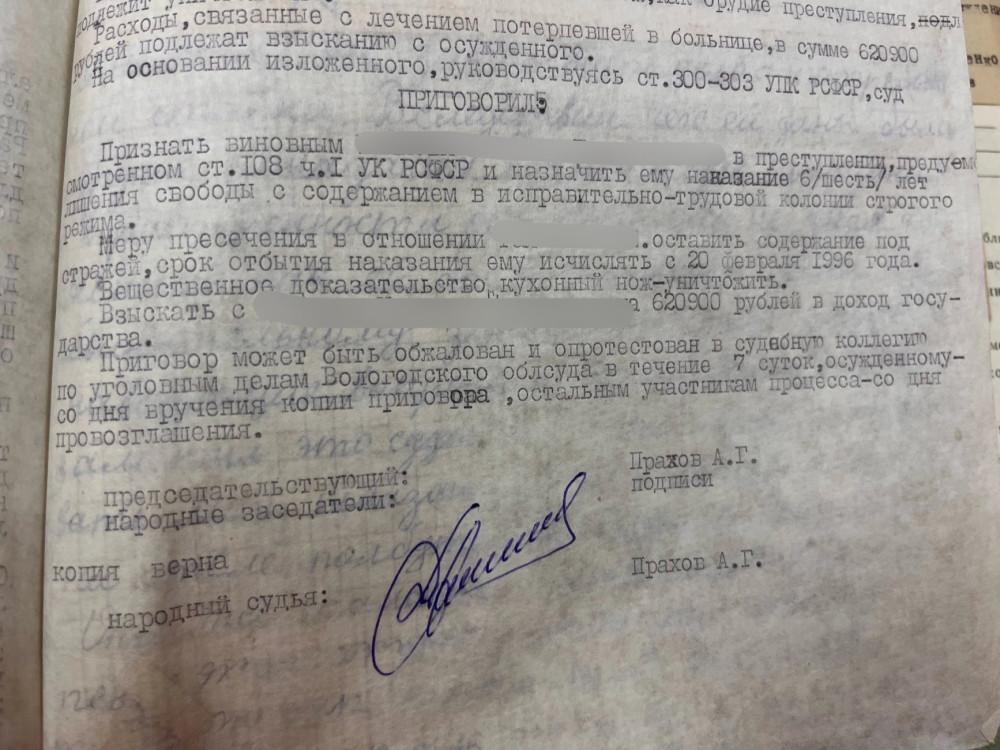 подлежит
как орудие преступления,
Расходы, связанные с лечением потерпевшей в больнице, в сумме 620900
рублей подлежат взысканию с осужденного.
На основании изложенного, руководствуясь ст.300-303 УПК РСФСР, суд
ПРИГОВОРИЛ
Признать виновным в преступлении, предусм
смотренном ст.108 ч.I УК РСФСР и назначить ему наказание 6/шесть/ лет
лишения свободы с содержанием в исправительно-трудовой колонии строгого
режима.
Меру пресечения в отношении .оставить содержание под
стражей, срок отбытия наказания ему исчислять с 20 февраля 1996 года.
Вещественное доказательство кухонный нож-уничтожить.
Взыскать с 620900 рублей в доход госу-
дарства.
Приговор может быть обжалован и опротестован в судебную коллегию
по уголовным делам Вологодского облсуда в течение 7 суток, осужденному-
со дня вручения копии приговора , остальным участникам процесса-со дня
провозглашения.
председательствующий: Прахов А.Г.
народные заседатели: подписи
копия верна
народный судья: Прахов А.Г.